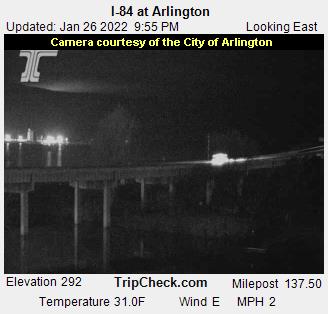 I-84 at Arlington
Updated: Jan 26 2022 9:55 PM Looking East
Camera courtesy of the City of Arlington
Elevation 292 TripCheck.com Milepost 137.50
Temperature 31.0F Wind E MPH 2